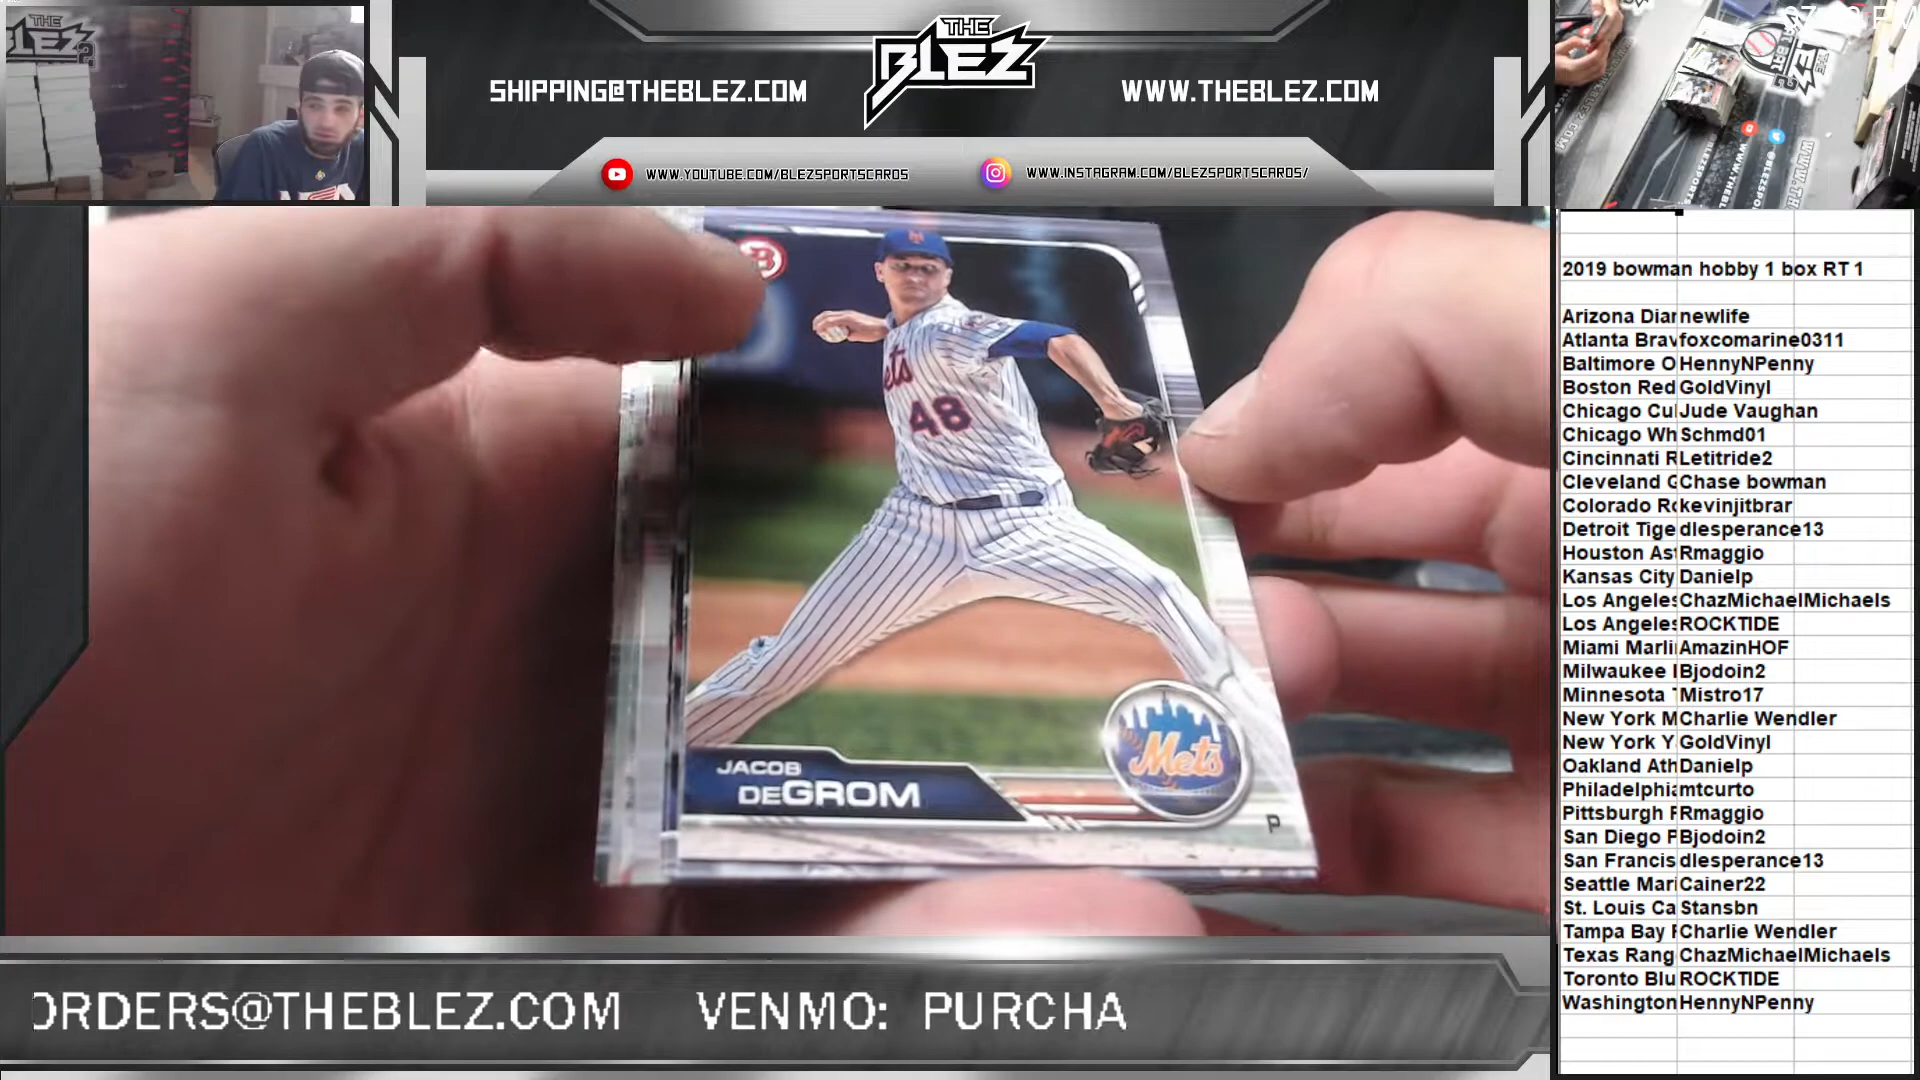 THE
BLEZ
SHIPPING@THEBLEZ.COM
THE
BLEZ
WWW.THEBLEZ.COM
WWW.YOUTUBE.COM/BLEZSPORTSCARDS
WWW.INSTAGRAM.COM/BLEZSPORTSCARDS/
B
Mets
48
JACOB
DEGROM
Mets
P
2019 bowman hobby 1 box RT 1
Arizona Dia newlife
Atlanta Brav foxcomarine0311
Baltimore O HennyNPenny
Boston Red GoldVinyl
Chicago Cu Jude Vaughan
Chicago Wh Schmd01
Cincinnati R Letitride2
Cleveland Chase bowman
Colorado Ro kevinjitbrar
Detroit Tige dlesperance13
Houston As Rmaggio
Kansas City Danielp
Los Angeles ChazMichaelMichaels
Los Angeles ROCKTIDE
Miami Marli AmazinHOF
Milwaukee Bjodoin2
Minnesota Mistro17
New York M Charlie Wendler
New York Y GoldVinyl
Oakland Ath Danielp
Philadelphia mtcurto
Pittsburgh Rmaggio
San Diego Bjodoin2
San Francis dlesperance13
Seattle Mari Cainer22
St. Louis Ca Stansbn
Tampa Bay Charlie Wendler
Texas Rang ChazMichaelMichaels
Toronto Blu ROCKTIDE
Washington HennyNPenny
ORDERS@THEBLEZ.COM VENMO: PURCHA